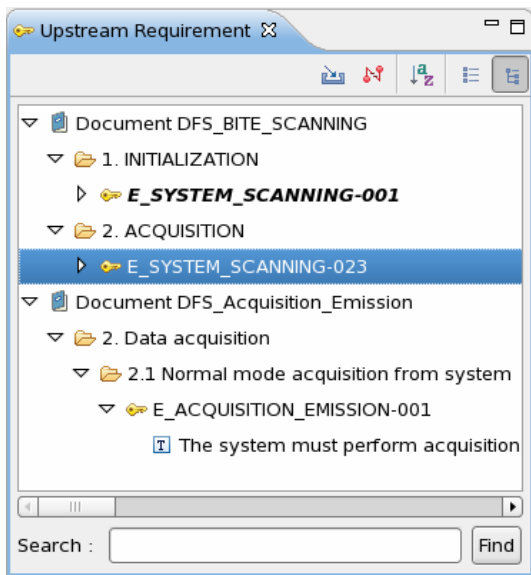 Upstream Requirement
a
z
Document DFS_BITE_SCANNING
1. INITIALIZATION
E_SYSTEM_SCANNING-001
2. ACQUISITION
E_SYSTEM_SCANNING-023
Document DFS_Acquisition_Emission
2. Data acquisition
2.1 Normal mode acquisition from system
E_ACQUISITION_EMISSION-001
T The system must perform acquisition
Search : Find